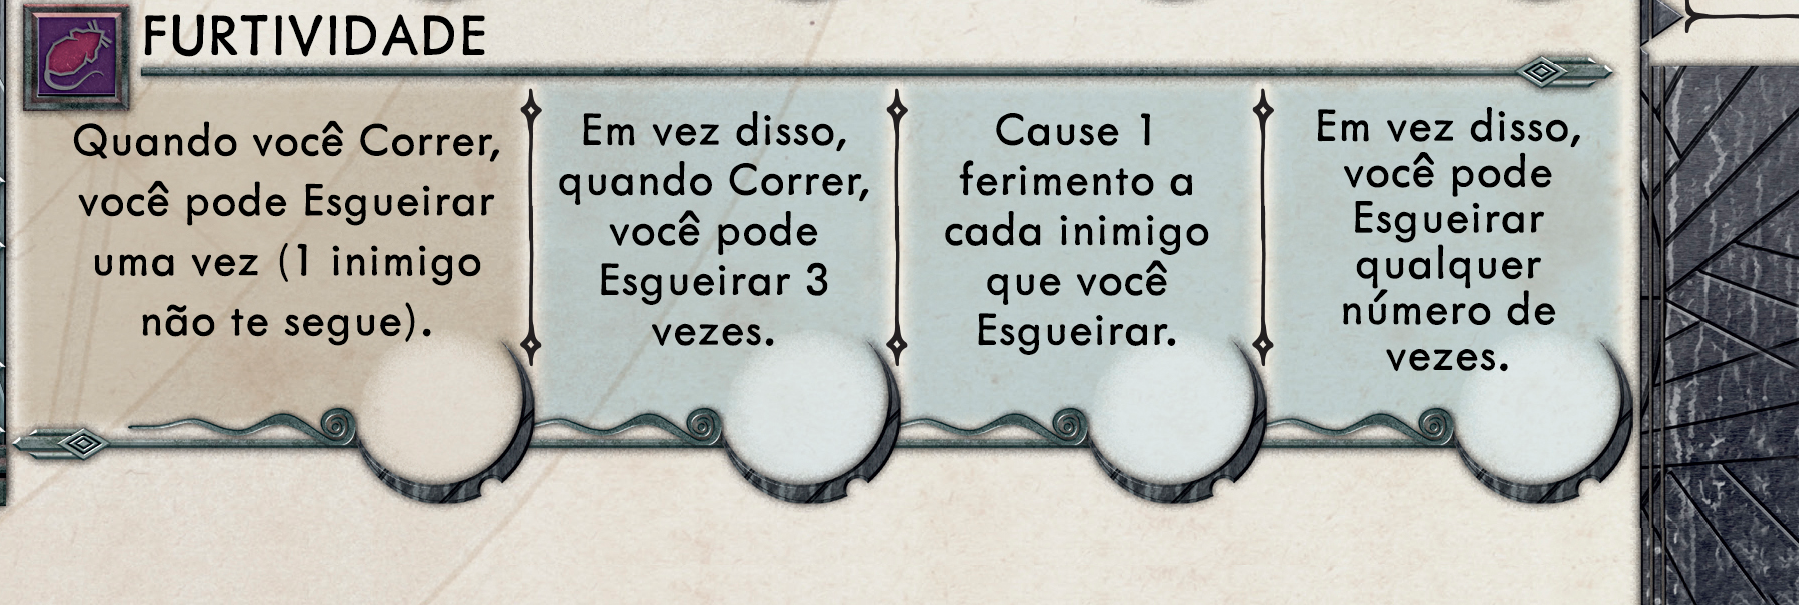 FURTIVIDADE
Quando você Correr,
você pode Esgueirar
uma vez (1 inimigo
não te segue).
Em vez disso,
quando Correr,
você pode
Esgueirar 3
vezes.
Cause 1
ferimento a
cada inimigo
que você
Esgueirar.
Em vez disso,
você pode
Esgueirar
qualquer
número de
vezes.